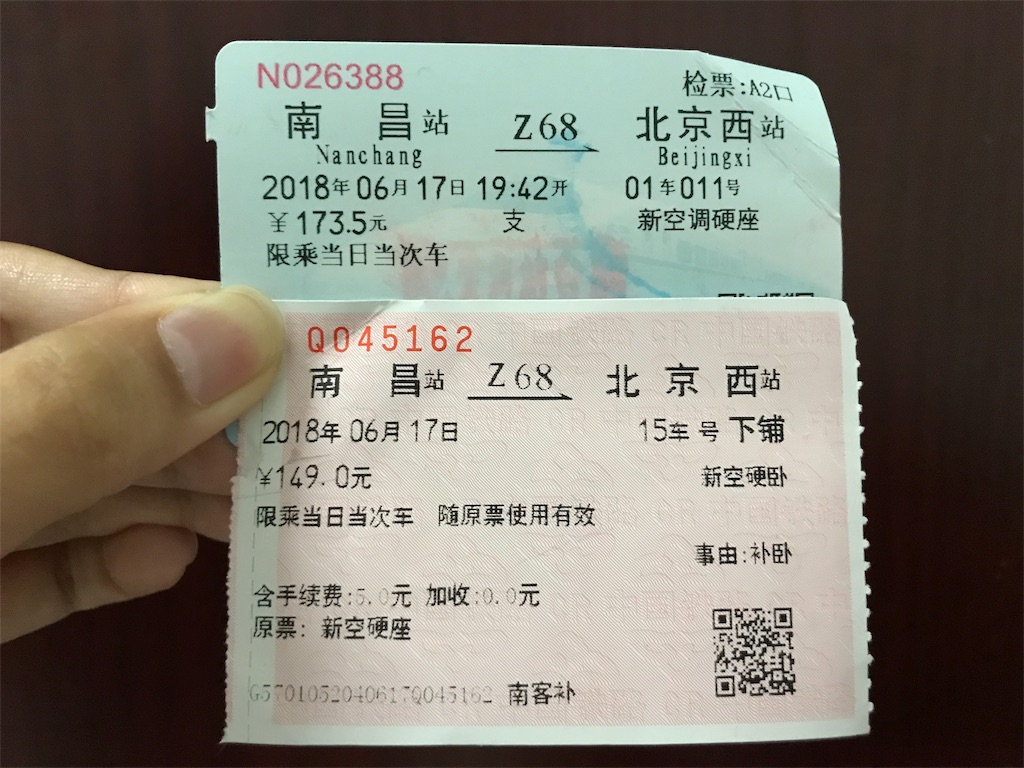 N026388 检票:A2口
南昌站 Z68 北京西站
Nanchang Beijingxi
2018年06月17日 19:42开 01车011号
￥173.5元 支 新空调硬座
限乘当日当次车
Q045162
南昌站 Z68 北京西站
2018年06月17日 15车 号下铺
￥149.0元 新空硬卧
限乘当日当次车 随原票使用有效
事由:补卧
含手续费:5.0元 加收:0.0元
原票: 新空硬座
G5701052040617Q045162 南客补